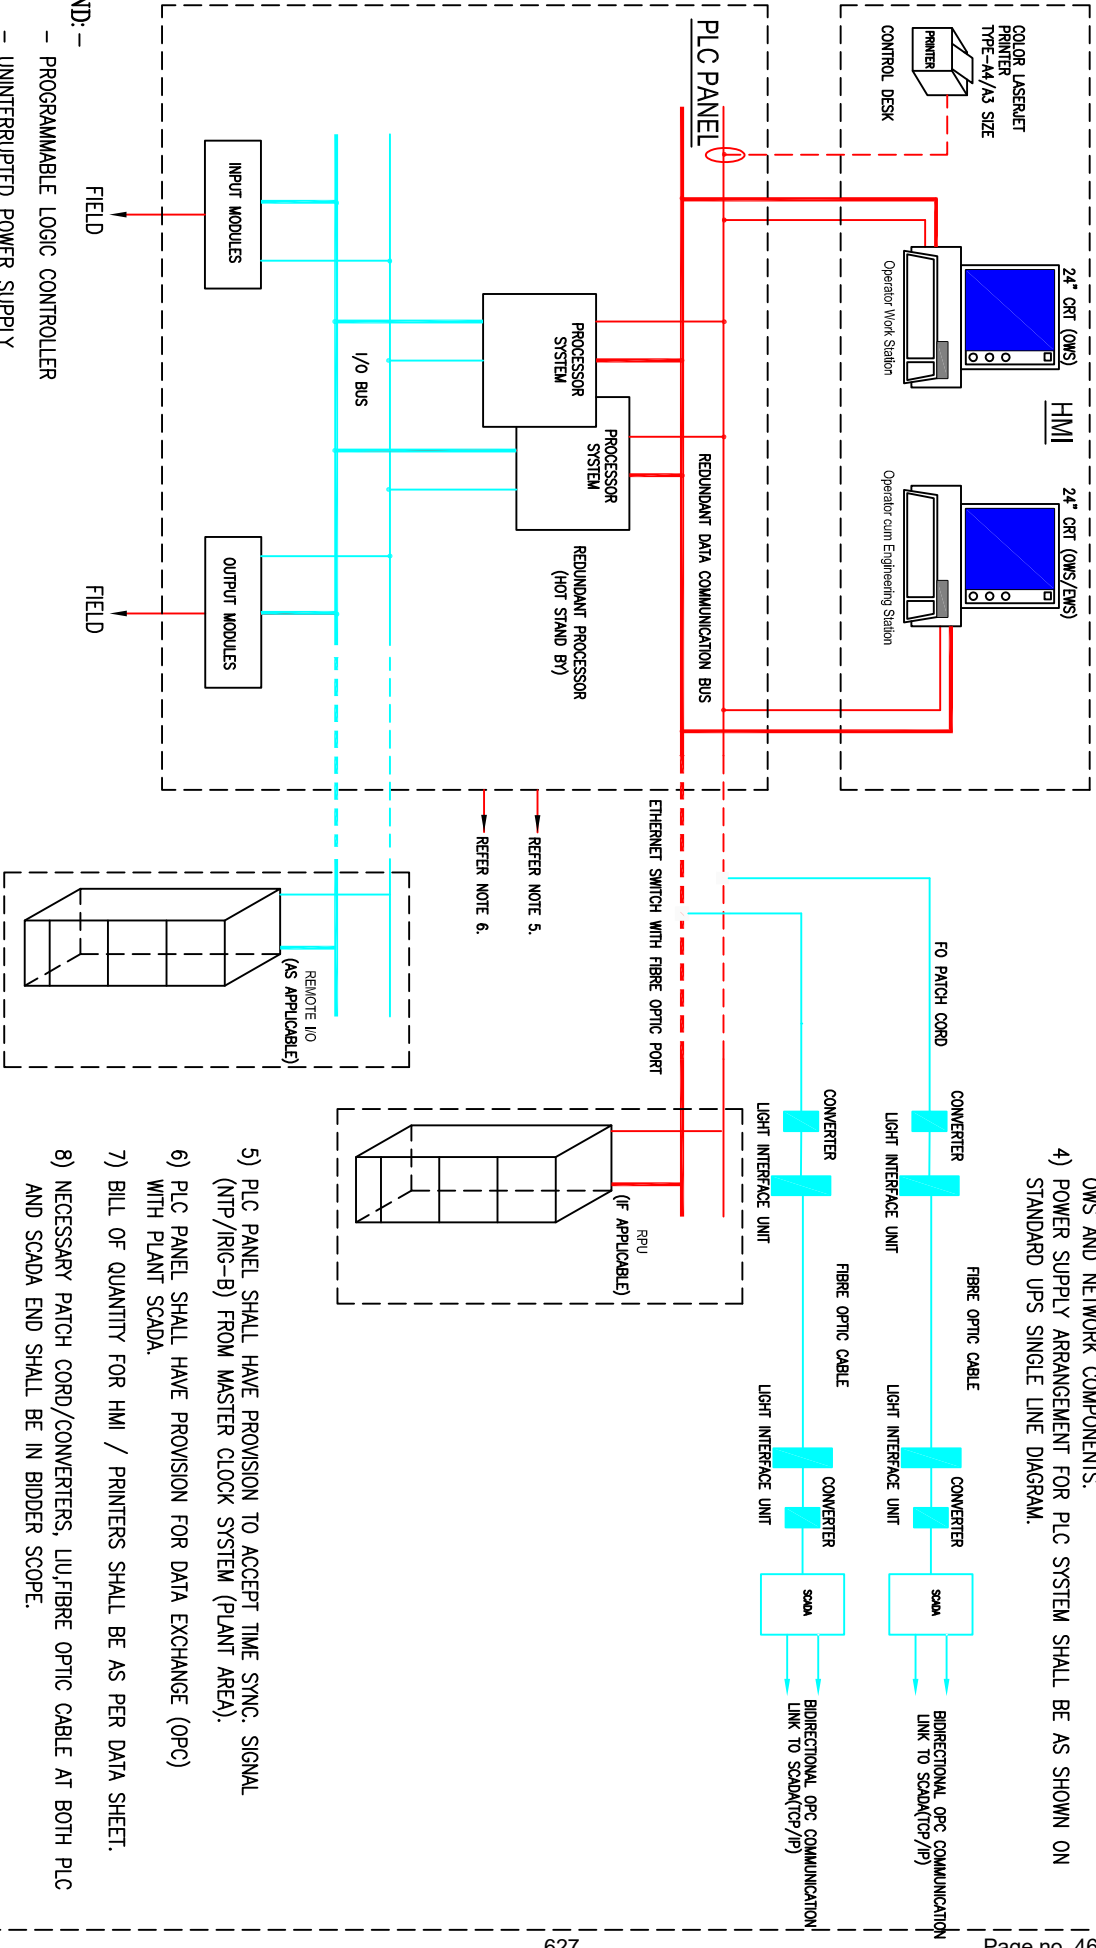 COLOR LASERJET
PRINTER
TYPE-A4/A3 SIZE
PRINTER
CONTROL DESK
24" CRT (OWS)
Operator Work Station
HMI
24" CRT (OWS/EWS)
Operator cum Engineering Station
PLC PANEL
REDUNDANT DATA COMMUNICATION BUS
PROCESSOR
SYSTEM
PROCESSOR
SYSTEM
REDUNDANT PROCESSOR
(HOT STAND BY)
I/O BUS
INPUT MODULES
OUTPUT MODULES
FIELD
FIELD
REFER NOTE 5.
REFER NOTE 6.
ETHERNET SWITCH WITH FIBRE OPTIC PORT
FO PATCH CORD
CONVERTER
LIGHT INTERFACE UNIT
FIBRE OPTIC CABLE
LIGHT INTERFACE UNIT
CONVERTER
SCADA
BIDIRECTIONAL OPC COMMUNICATION
LINK TO SCADA(TCP/IP)
CONVERTER
LIGHT INTERFACE UNIT
FIBRE OPTIC CABLE
LIGHT INTERFACE UNIT
CONVERTER
SCADA
BIDIRECTIONAL OPC COMMUNICATION
LINK TO SCADA(TCP/IP)
RPU
(IF APPLICABLE)
REMOTE I/O
(AS APPLICABLE)
OWS AND NETWORK COMPONENTS.
4) POWER SUPPLY ARRANGEMENT FOR PLC SYSTEM SHALL BE AS SHOWN ON
STANDARD UPS SINGLE LINE DIAGRAM.
5) PLC PANEL SHALL HAVE PROVISION TO ACCEPT TIME SYNC. SIGNAL
(NTP/IRIG-B) FROM MASTER CLOCK SYSTEM (PLANT AREA).
6) PLC PANEL SHALL HAVE PROVISION FOR DATA EXCHANGE (OPC)
WITH PLANT SCADA.
7) BILL OF QUANTITY FOR HMI / PRINTERS SHALL BE AS PER DATA SHEET.
8) NECESSARY PATCH CORD/CONVERTERS, LIU,FIBRE OPTIC CABLE AT BOTH PLC
AND SCADA END SHALL BE IN BIDDER SCOPE.
ND:-
- PROGRAMMABLE LOGIC CONTROLLER
- UNINTERRUPTED POWER SUPPLY
627
Page no. 46